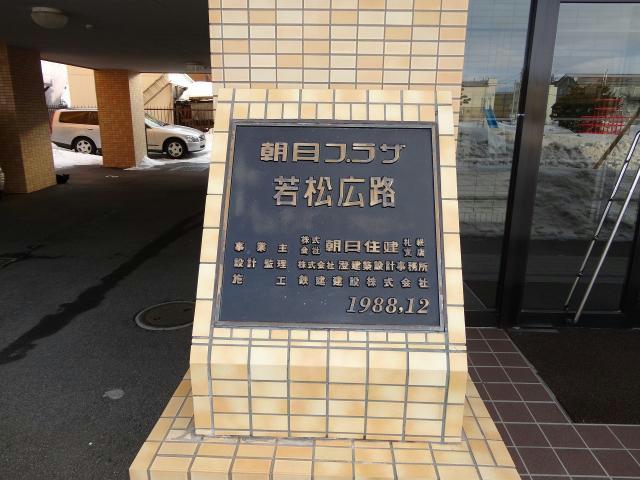 朝日プラザ
若松広路
事業主 株式会社 朝日住建 札幌支店
設計監理 株式会社 澄建築設計事務所
施工 鉄建建設株式会社
1988,12